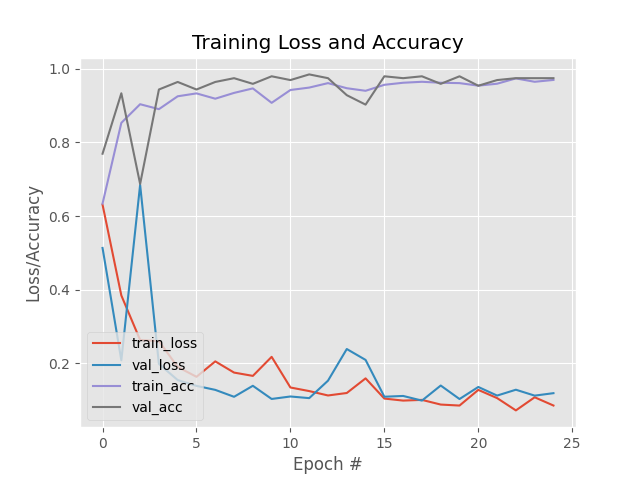 Training Loss and Accuracy
Loss/Accuracy
1.0
0.8
0.6
0.4
0.2
train_loss
val_loss
train_acc
val_acc
0 5 10 15 20 25
Epoch #